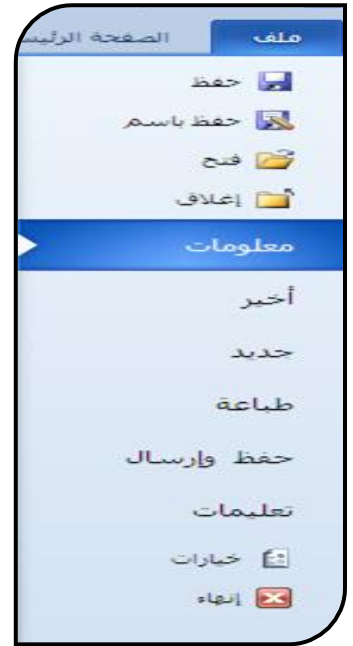 ملف الصفحة الرئيس
حفظ
حفظ باسم
فتح
إغلاق
معلومات
أخير
جديد
طباعة
حفظ وإرسال
تعليمات
خيارات
إنهاء